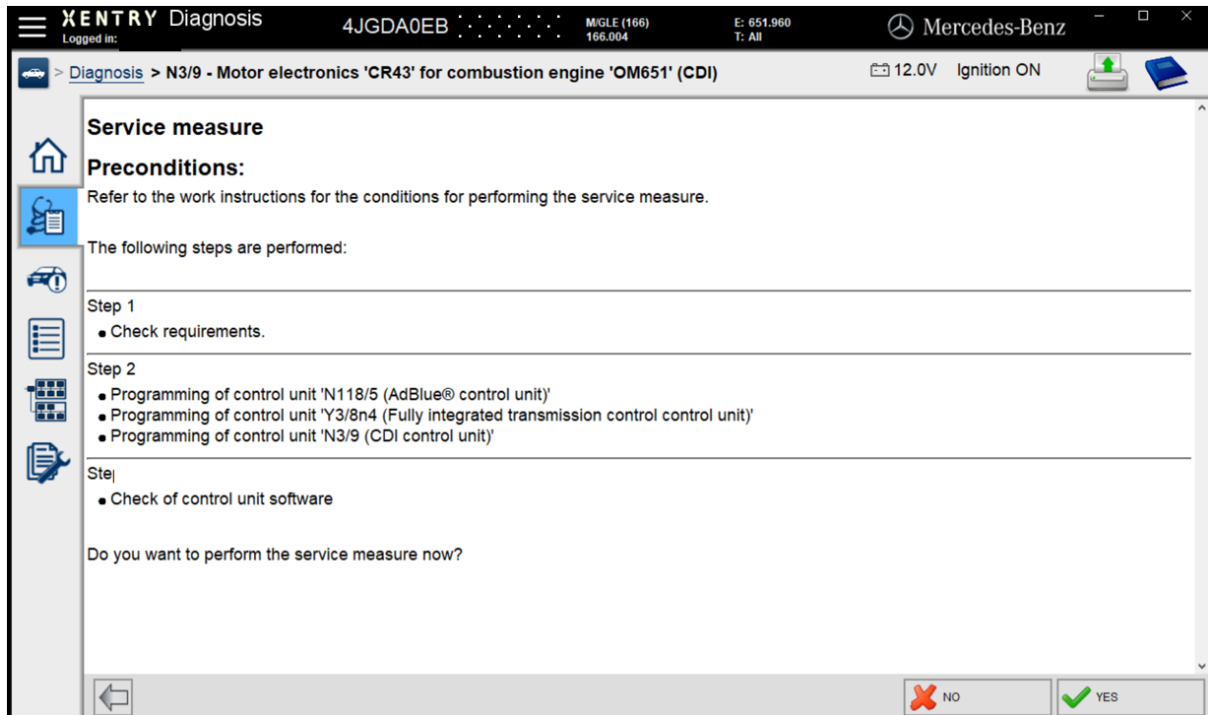 XENTRY Diagnosis
Logged in:
4JGDA0EB
M/GLE (166)
166.004
E: 651.960
T: All
Mercedes-Benz
> Diagnosis > N3/9 - Motor electronics 'CR43' for combustion engine 'OM651' (CDI)
12.0V Ignition ON
Service measure
Preconditions:
Refer to the work instructions for the conditions for performing the service measure.
The following steps are performed:
Step 1
• Check requirements.
Step 2
• Programming of control unit 'N118/5 (AdBlue® control unit)'
• Programming of control unit 'Y3/8n4 (Fully integrated transmission control control unit)'
• Programming of control unit 'N3/9 (CDI control unit)'
Ste
• Check of control unit software
Do you want to perform the service measure now?
NO
YES